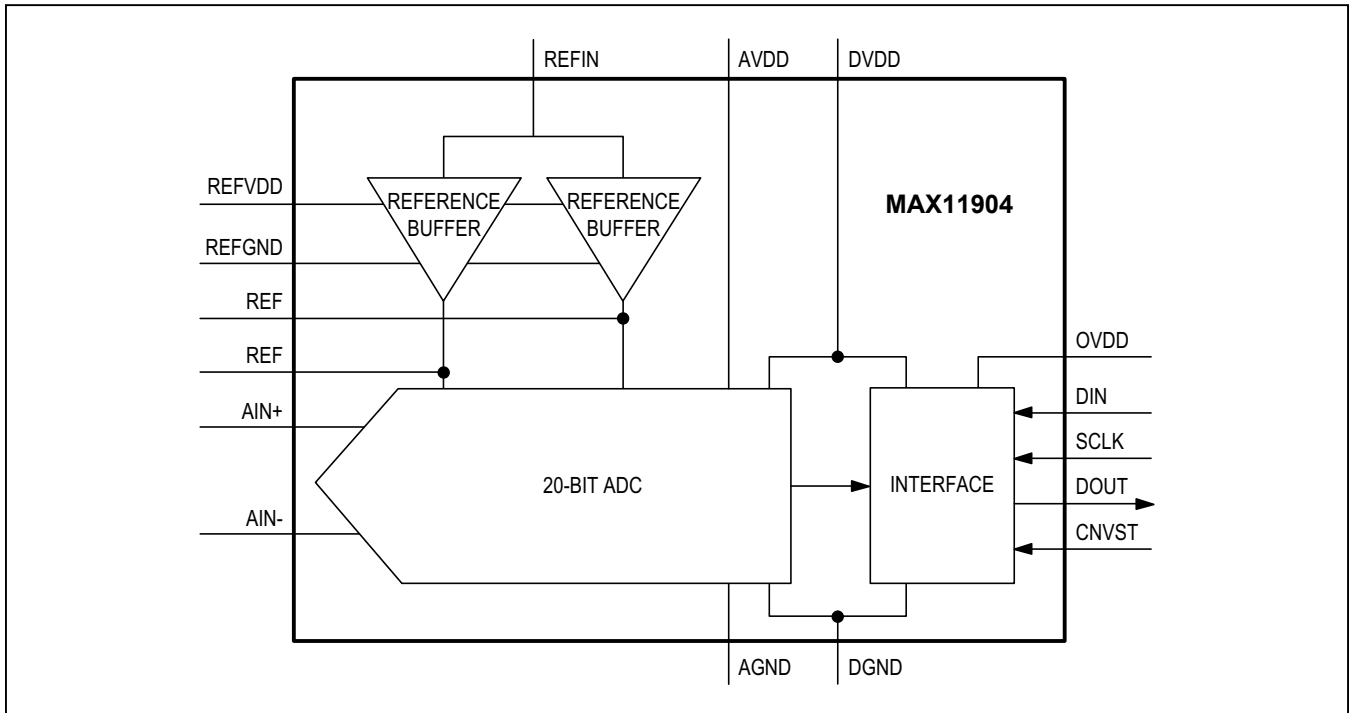 REFIN
AVDD
DVDD
REFVDD
REFERENCE
BUFFER
REFERENCE
BUFFER
MAX11904
REFGND
REF
REF
OVDD
AIN+
DIN
SCLK
20-BIT ADC
INTERFACE
DOUT
AIN-
CNVST
AGND
DGND